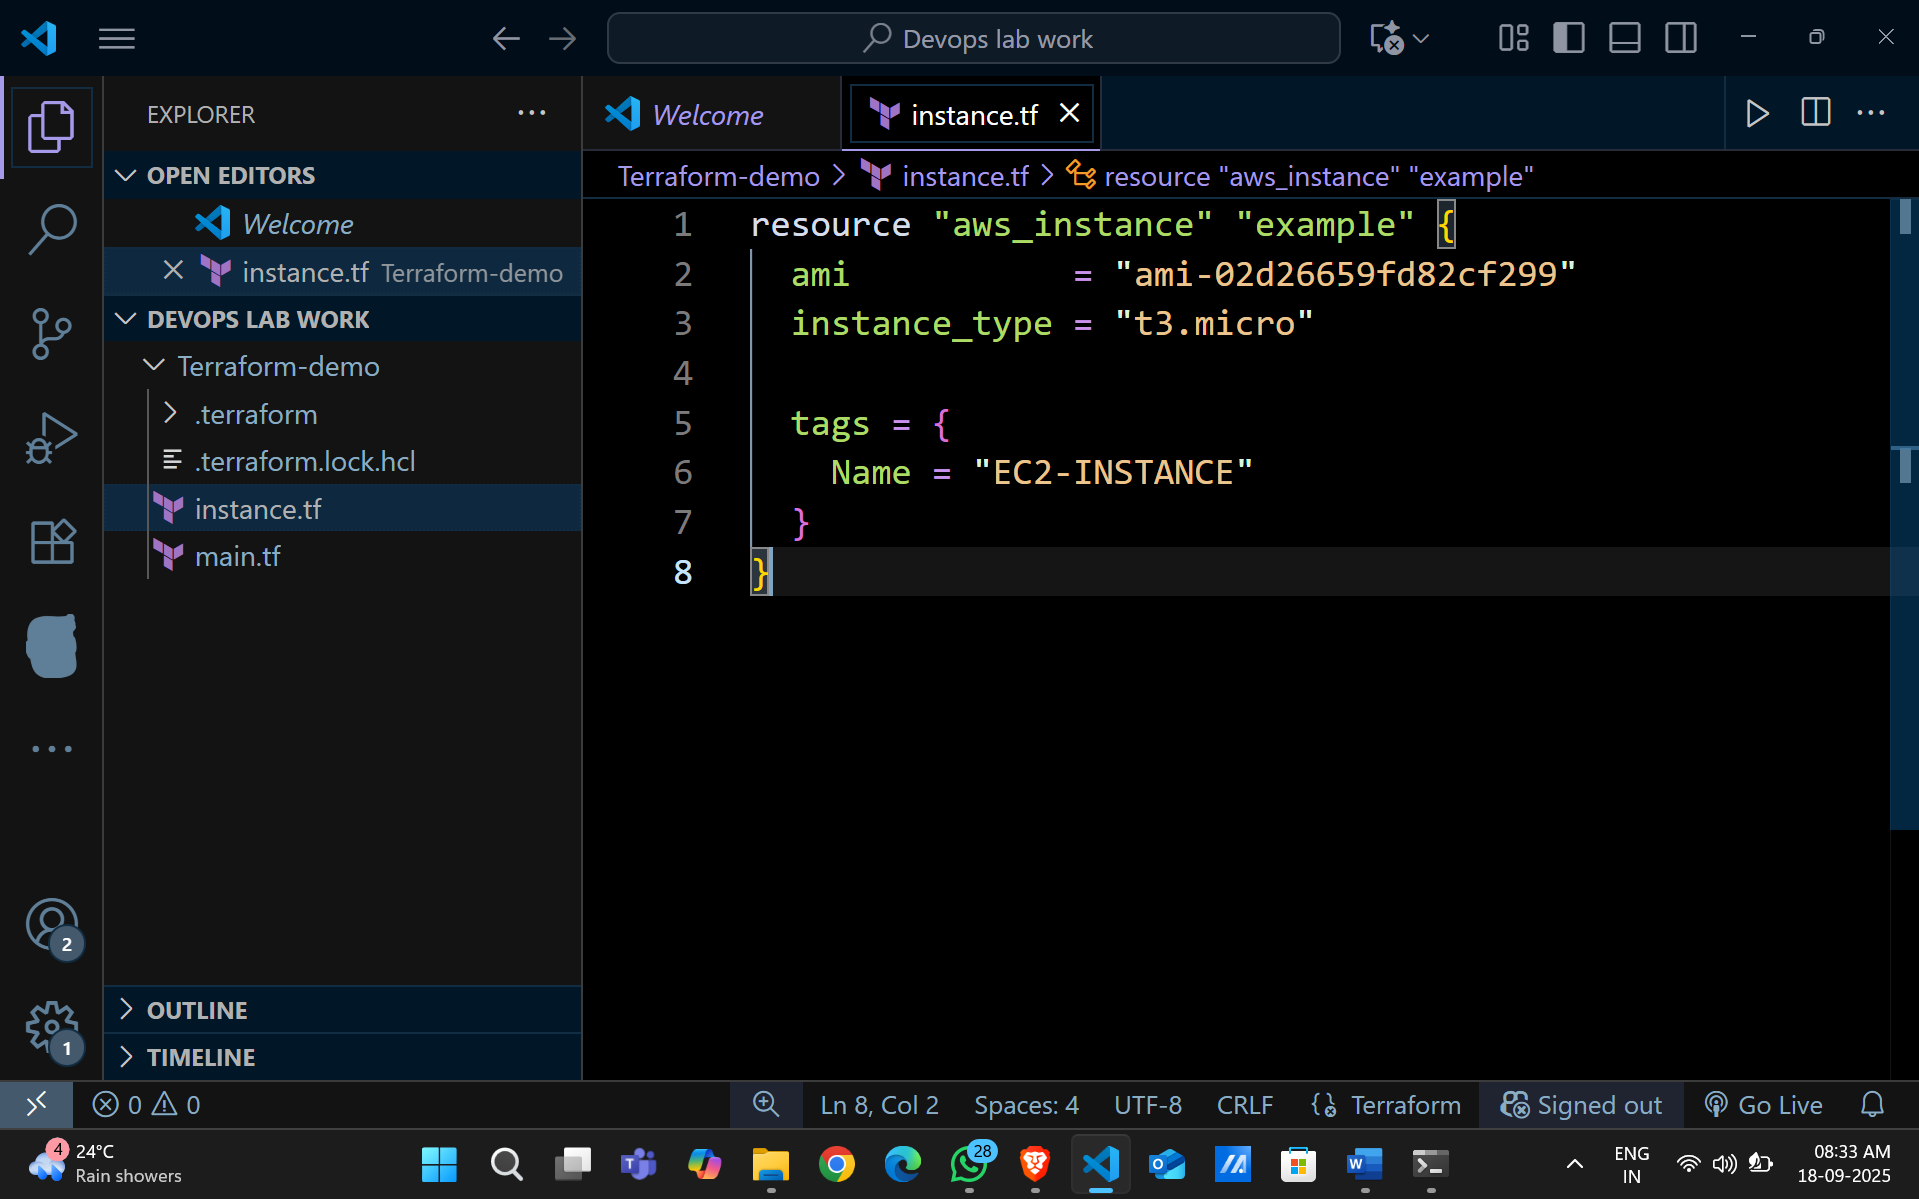 Devops lab work
EXPLORER
OPEN EDITORS
Welcome
instance.tf Terraform-demo
DEVOPS LAB WORK
Terraform-demo
.terraform
.terraform.lock.hcl
instance.tf
main.tf
OUTLINE
TIMELINE
2
1
Welcome
instance.tf
Terraform-demo > instance.tf > resource "aws_instance" "example"
1 resource "aws_instance" "example" {
2 ami = "ami-02d26659fd82cf299"
3 instance_type = "t3.micro"
4
5 tags = {
6 Name = "EC2-INSTANCE"
7 }
8 }
0 0
Ln 8, Col 2 Spaces: 4 UTF-8 CRLF {} Terraform Signed out Go Live
4 24°C
Rain showers
28
ENG
IN
08:33 AM
18-09-2025